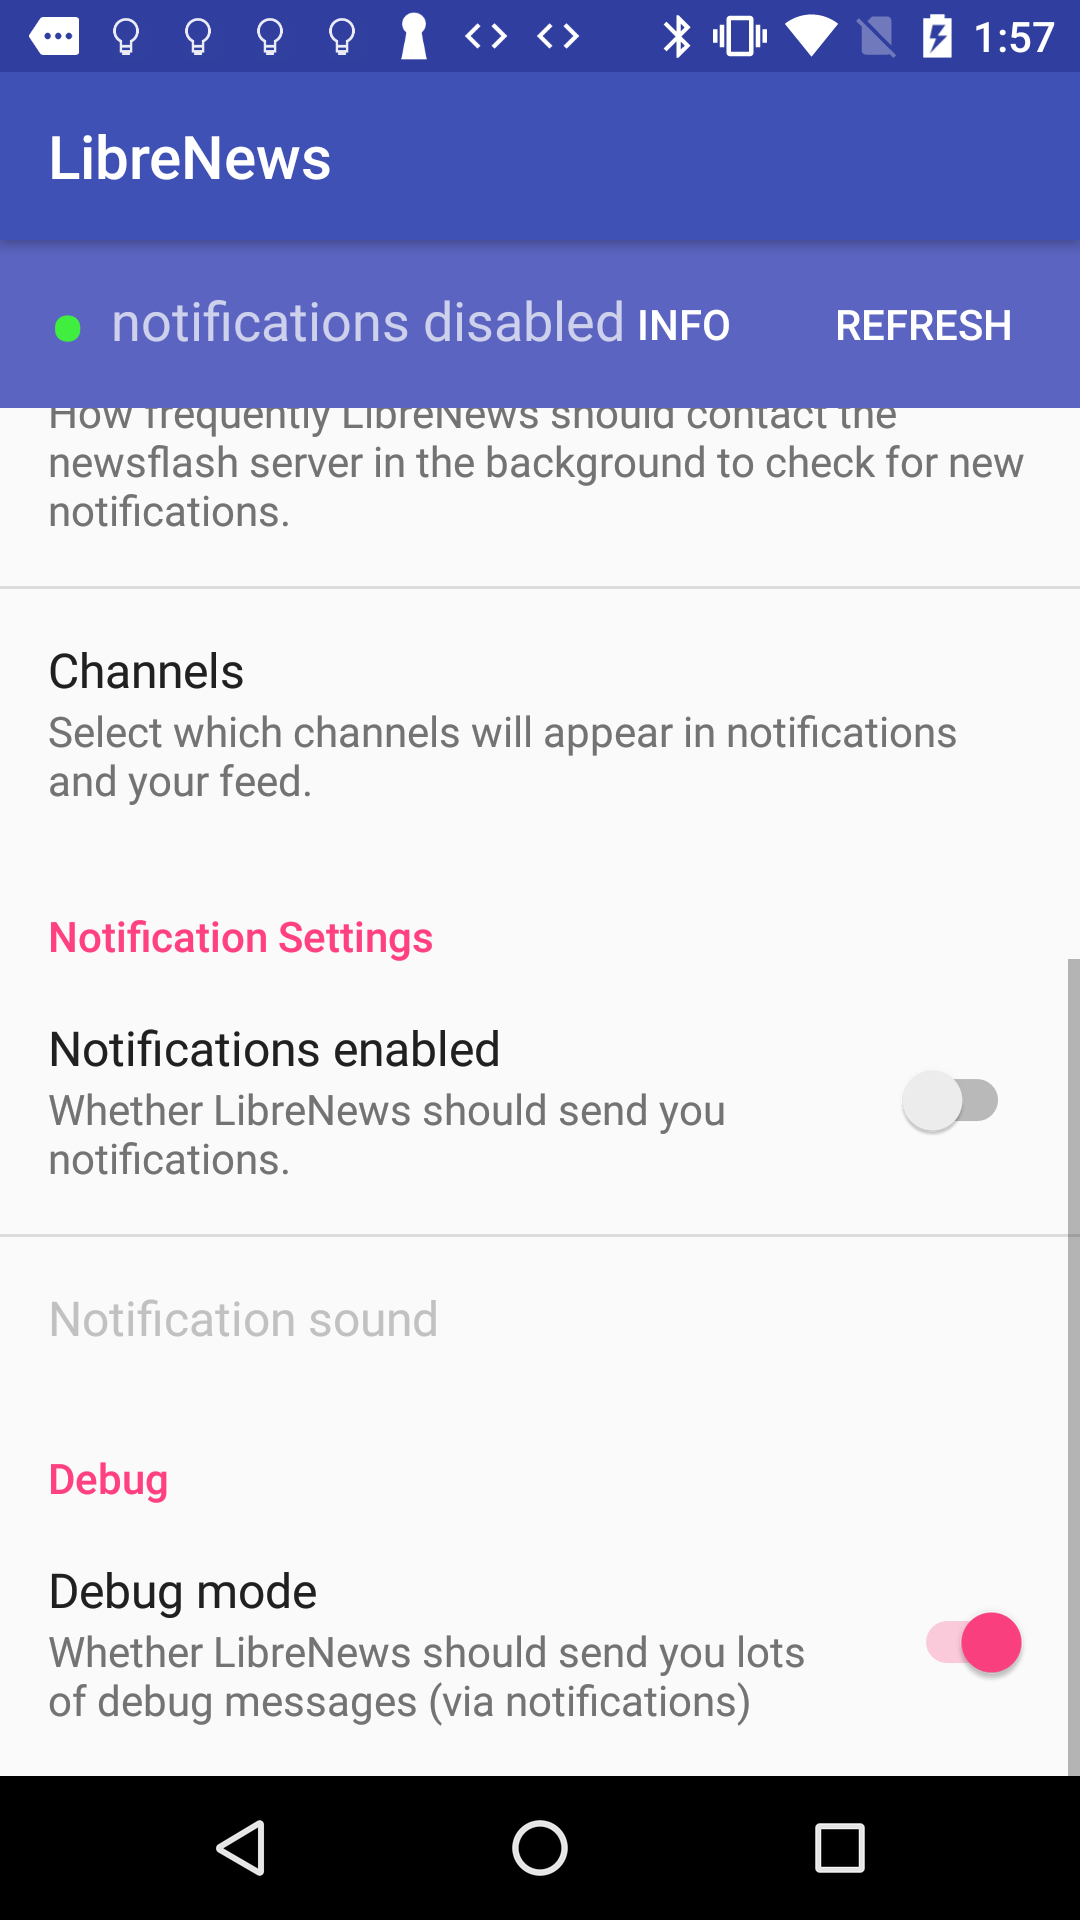 1:57
LibreNews
notifications disabled INFO REFRESH
How frequently LibreNews should contact the
newsflash server in the background to check for new
notifications.
Channels
Select which channels will appear in notifications
and your feed.
Notification Settings
Notifications enabled
Whether LibreNews should send you
notifications.
Notification sound
Debug
Debug mode
Whether LibreNews should send you lots
of debug messages (via notifications)